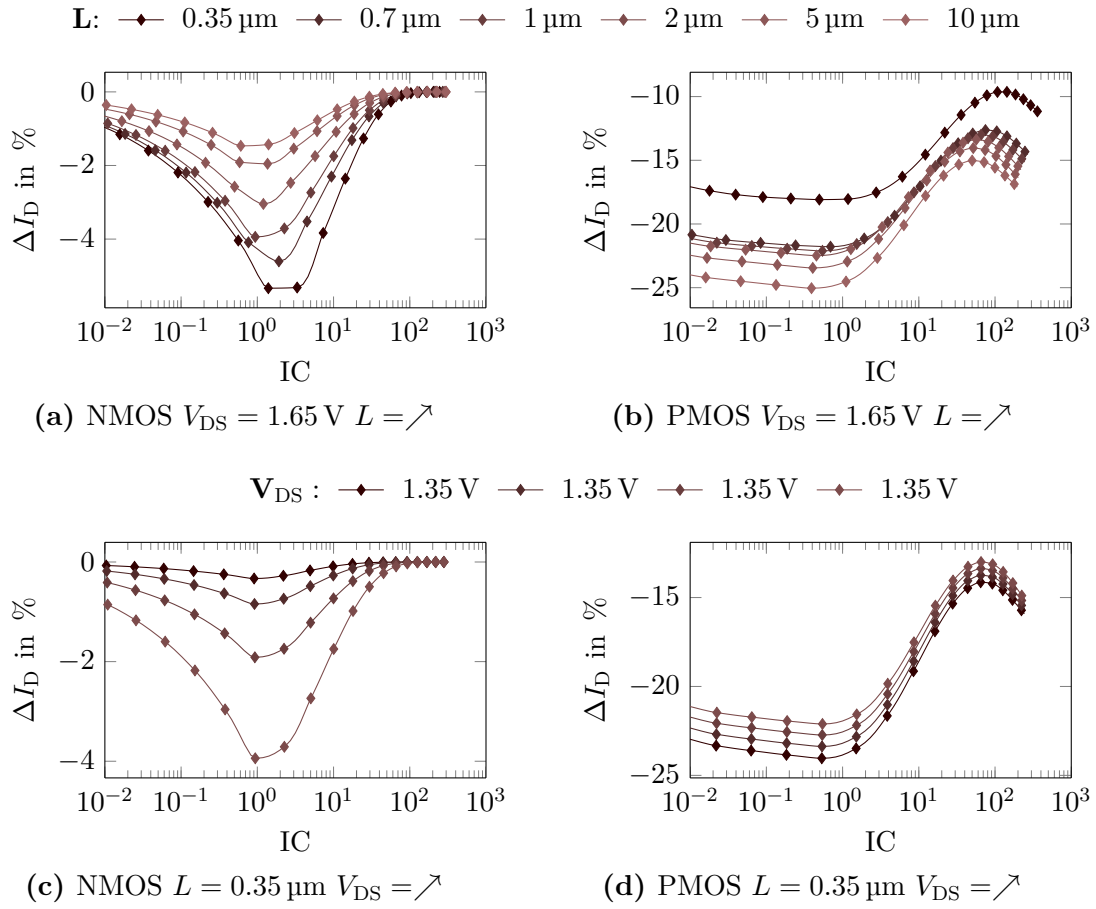 L: 0.35 µm 0.7 µm 1 µm 2 µm 5 µm 10 µm
0
−2
−4
ΔI_D in %
10^−2 10^−1 10^0 10^1 10^2 10^3
IC
(a) NMOS V_DS = 1.65 V L =↗
−10
−15
−20
−25
ΔI_D in %
10^−2 10^−1 10^0 10^1 10^2 10^3
IC
(b) PMOS V_DS = 1.65 V L =↗
V_DS : 1.35 V 1.35 V 1.35 V 1.35 V
0
−2
−4
ΔI_D in %
10^−2 10^−1 10^0 10^1 10^2 10^3
IC
(c) NMOS L = 0.35 µm V_DS =↗
−15
−20
−25
ΔI_D in %
10^−2 10^−1 10^0 10^1 10^2 10^3
IC
(d) PMOS L = 0.35 µm V_DS =↗